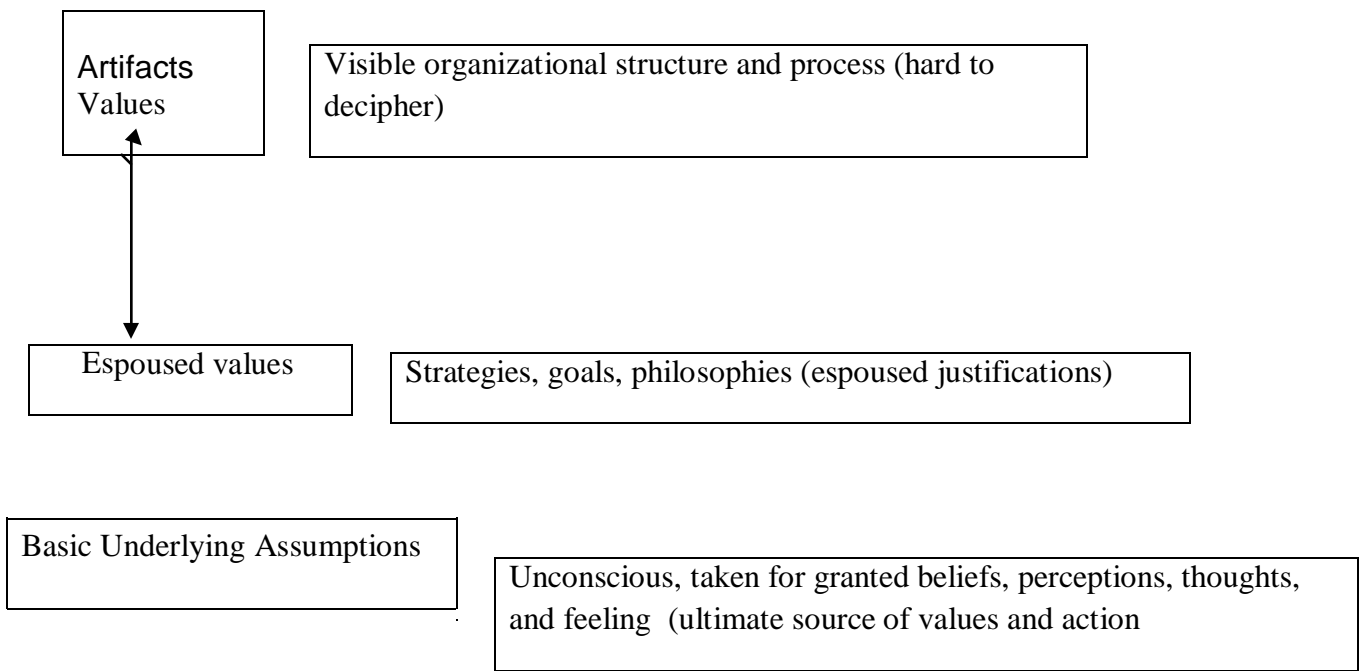 Artifacts
Values
Visible organizational structure and process (hard to
decipher)
Espoused values
Strategies, goals, philosophies (espoused justifications)
Basic Underlying Assumptions
Unconscious, taken for granted beliefs, perceptions, thoughts,
and feeling  (ultimate source of values and action